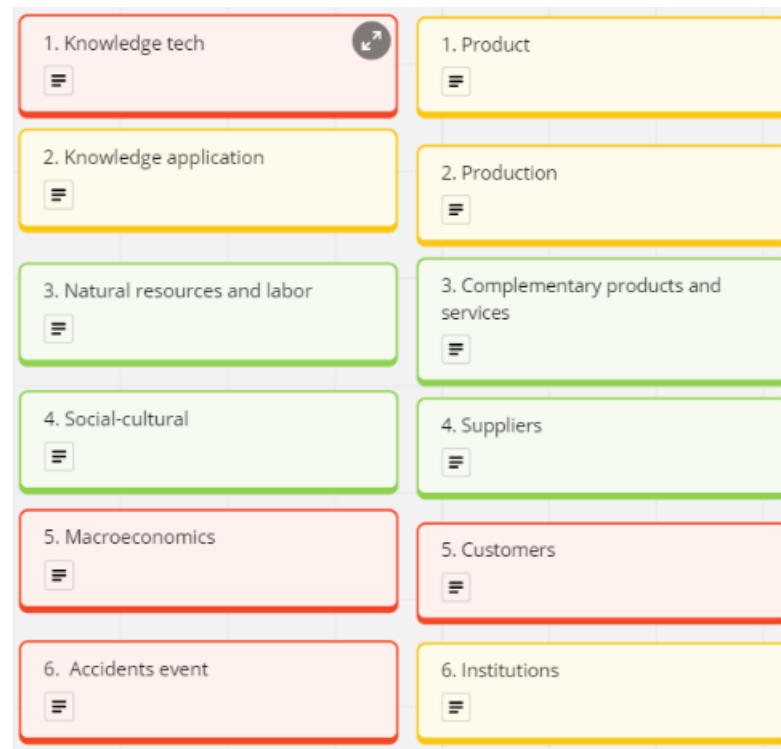 1. Knowledge tech
2. Knowledge application
3. Natural resources and labor
4. Social-cultural
5. Macroeconomics
6.  Accidents event
1. Product
2. Production
3. Complementary products and
services
4. Suppliers
5. Customers
6. Institutions